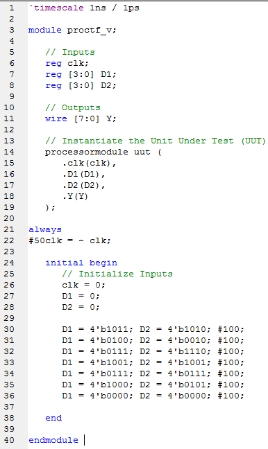 1 `timescale 1ns / 1ps
2
3 module proctf_v;
4
5 // Inputs
6 reg clk;
7 reg [3:0] D1;
8 reg [3:0] D2;
9
10 // Outputs
11 wire [7:0] Y;
12
13 // Instantiate the Unit Under Test (UUT)
14 processormodule uut (
15 .clk(clk),
16 .D1(D1),
17 .D2(D2),
18 .Y(Y)
19 );
20
21 always
22 #50clk = ~ clk;
23
24 initial begin
25 // Initialize Inputs
26 clk = 0;
27 D1 = 0;
28 D2 = 0;
29
30 D1 = 4'b1011; D2 = 4'b1010; #100;
31 D1 = 4'b0100; D2 = 4'b0010; #100;
32 D1 = 4'b0111; D2 = 4'b1110; #100;
33 D1 = 4'b1001; D2 = 4'b1001; #100;
34 D1 = 4'b0111; D2 = 4'b0111; #100;
35 D1 = 4'b1000; D2 = 4'b0101; #100;
36 D1 = 4'b0000; D2 = 4'b0000; #100;
37
38 end
39
40 endmodule